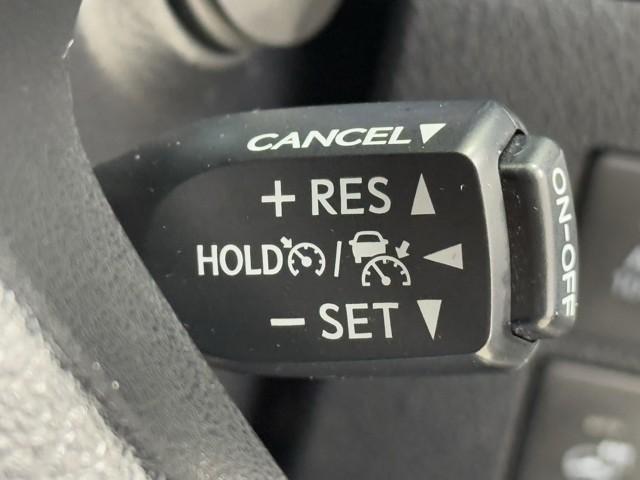 CANCEL▼
+ RES ▲
HOLD / ◀
− SET ▼
ON-OFF